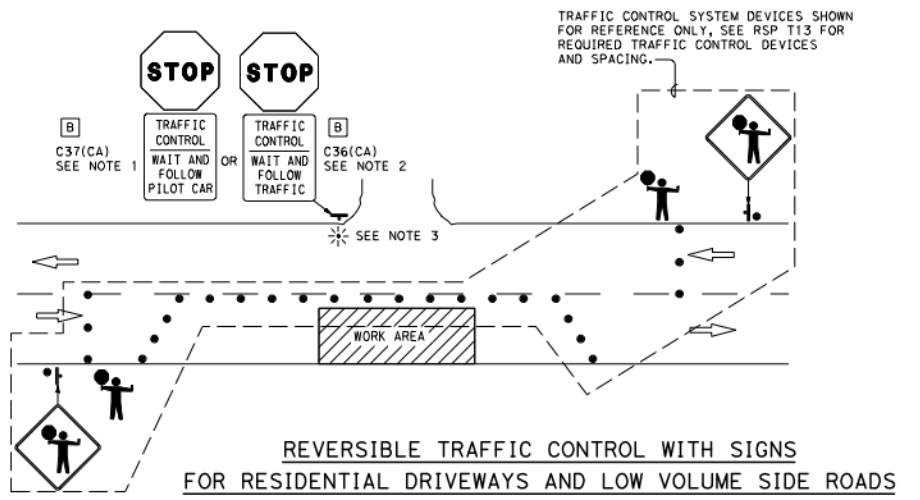 TRAFFIC CONTROL SYSTEM DEVICES SHOWN
FOR REFERENCE ONLY, SEE RSP T13 FOR
REQUIRED TRAFFIC CONTROL DEVICES
AND SPACING.
STOP
STOP
B
C37(CA)
SEE NOTE 1
TRAFFIC
CONTROL
WAIT AND
FOLLOW
PILOT CAR
OR
TRAFFIC
CONTROL
WAIT AND
FOLLOW
TRAFFIC
B
C36(CA)
SEE NOTE 2
SEE NOTE 3
WORK AREA
REVERSIBLE TRAFFIC CONTROL WITH SIGNS
FOR RESIDENTIAL DRIVEWAYS AND LOW VOLUME SIDE ROADS